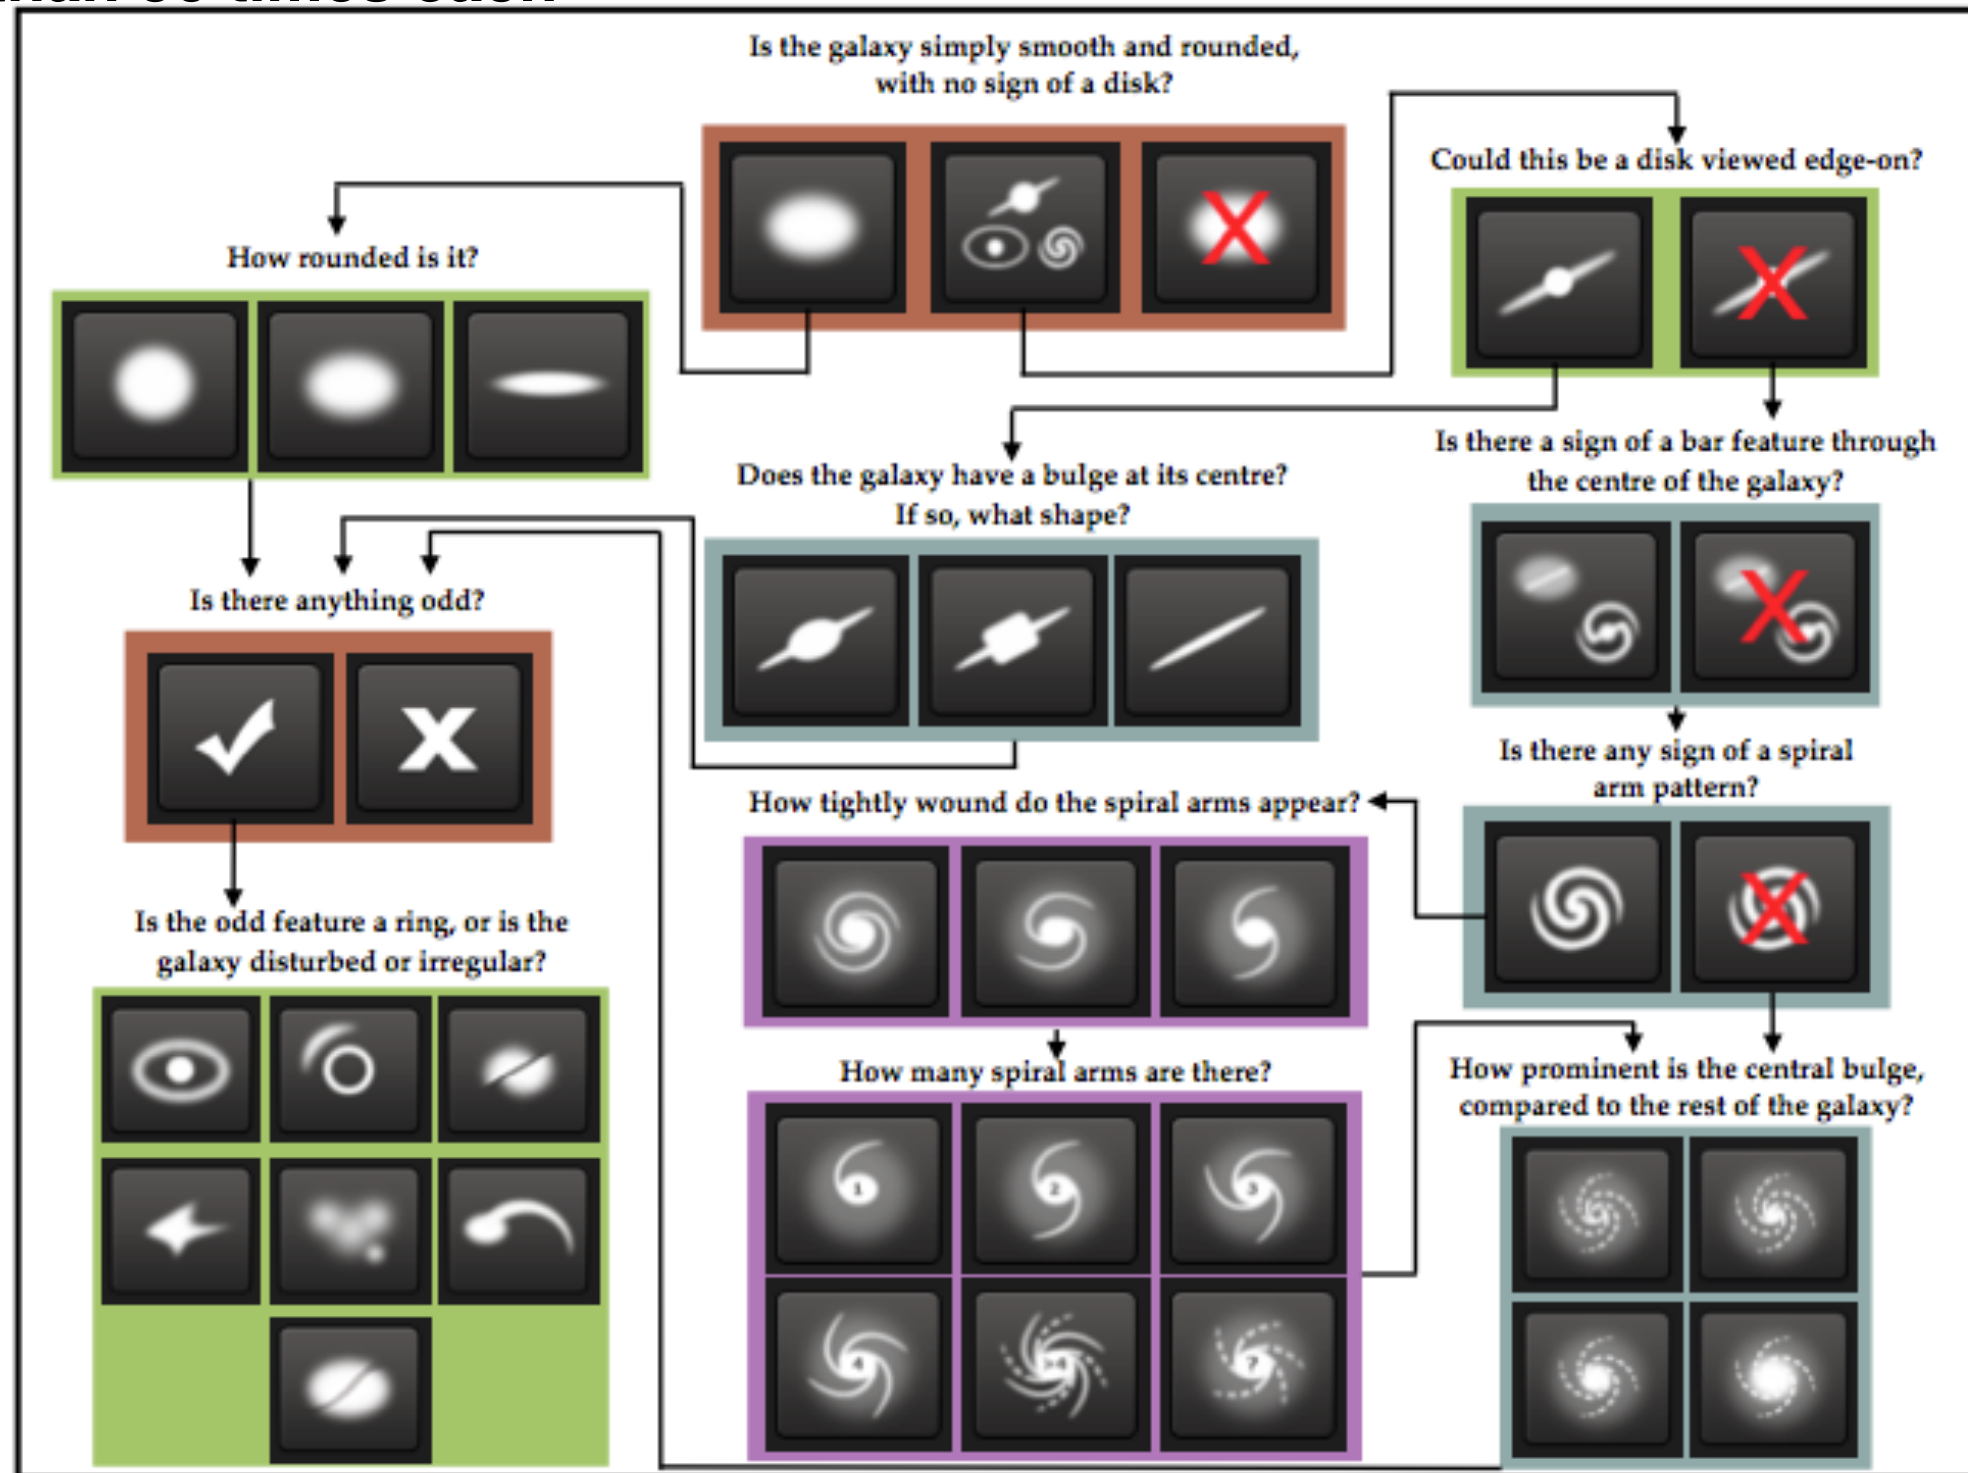 Is the galaxy simply smooth and rounded,
with no sign of a disk?
Could this be a disk viewed edge-on?
How rounded is it?
Is there a sign of a bar feature through
the centre of the galaxy?
Does the galaxy have a bulge at its centre?
If so, what shape?
Is there anything odd?
Is there any sign of a spiral
arm pattern?
How tightly wound do the spiral arms appear?
Is the odd feature a ring, or is the
galaxy disturbed or irregular?
How many spiral arms are there?
1
2
3
4
>4
?
How prominent is the central bulge,
compared to the rest of the galaxy?